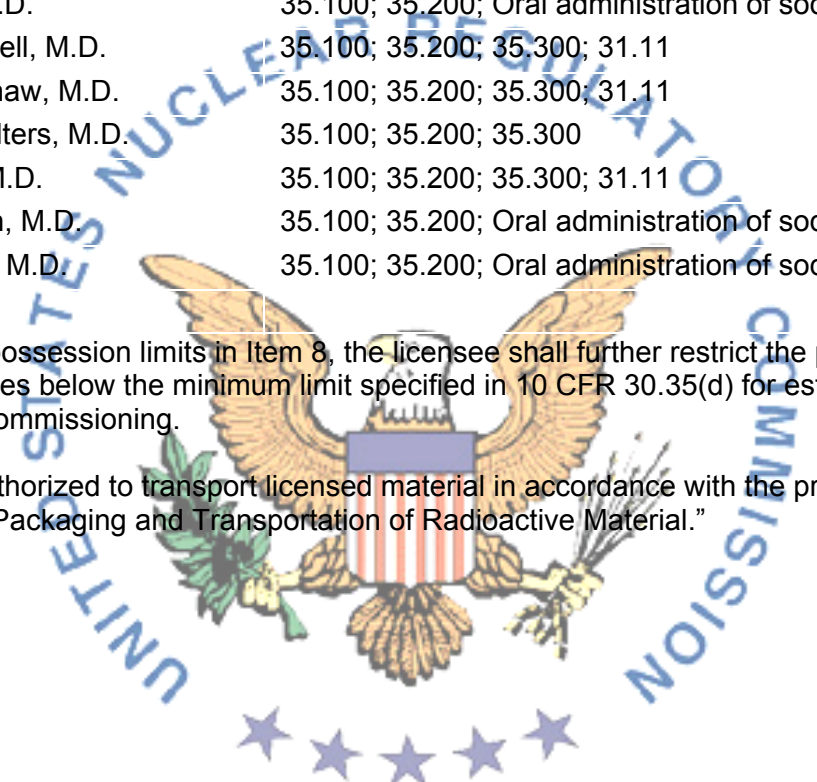 .D. 35.100; 35.200; Oral administration of soc
ell, M.D. 35.100; 35.200; 35.300; 31.11
haw, M.D. 35.100; 35.200; 35.300; 31.11
lters, M.D. 35.100; 35.200; 35.300
M.D. 35.100; 35.200; 35.300; 31.11
n, M.D. 35.100; 35.200; Oral administration of soc
M.D. 35.100; 35.200; Oral administration of soc
possession limits in Item 8, the licensee shall further restrict the p
es below the minimum limit specified in 10 CFR 30.35(d) for est
commissioning.
thorized to transport licensed material in accordance with the pr
Packaging and Transportation of Radioactive Material.”
UNITED STATES NUCLEAR REGULATORY COMMISSION